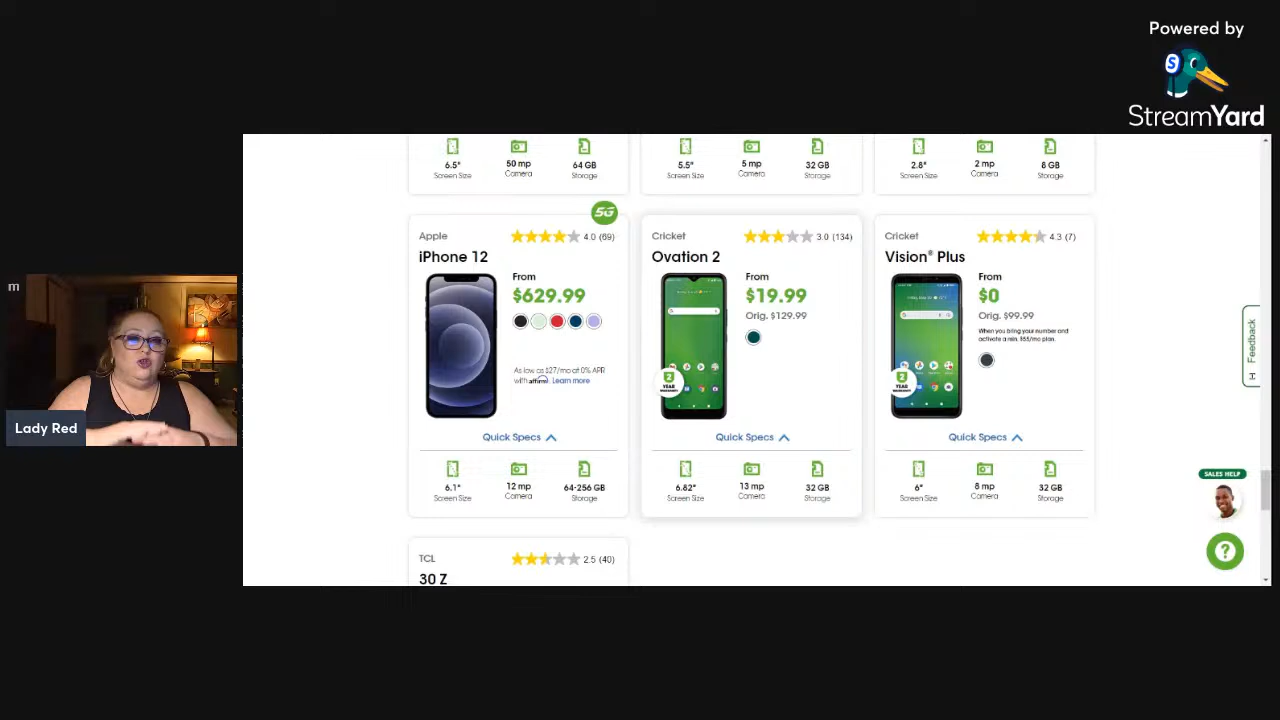 Powered by
StreamYard
6.5"
Screen Size
50 mp
Camera
64 GB
Storage
5.5"
Screen Size
5 mp
Camera
32 GB
Storage
2.8"
Screen Size
2 mp
Camera
8 GB
Storage
5G
Apple
4.0 (69)
iPhone 12
From
$629.99
As low as $27/mo at 0% APR
with affirm. Learn more
Quick Specs
6.1"
Screen Size
12 mp
Camera
64-256 GB
Storage
Cricket
3.0 (134)
Ovation 2
From
$19.99
Orig. $129.99
2
YEAR
WARRANTY
Quick Specs
6.82"
Screen Size
13 mp
Camera
32 GB
Storage
Cricket
4.3 (7)
Vision® Plus
From
$0
Orig. $99.99
When you bring your number and
activate a min. $55/mo plan.
2
YEAR
WARRANTY
Quick Specs
6"
Screen Size
8 mp
Camera
32 GB
Storage
TCL
2.5 (40)
30 Z
Feedback
SALES HELP
?
m
Lady Red